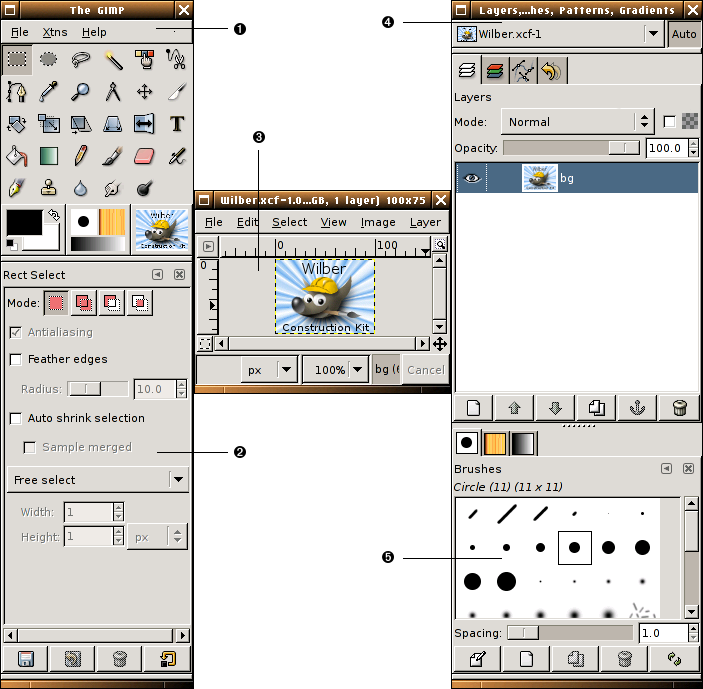 The GIMP
File Xtns Help
❶
Rect Select
Mode:
Antialiasing
Feather edges
Radius: 10.0
Auto shrink selection
Sample merged
❷
Free select
Width: 1
Height: 1 px
❸
Wilber.xcf-1.0...GB, 1 layer) 100x75
File Edit Select View Image Layer
0 100
0
Wilber
Construction Kit
px 100% bg (6 Cancel
❹
Layers,...hes, Patterns, Gradients
Wilber.xcf-1 Auto
Layers
Mode: Normal
Opacity: 100.0
bg
Brushes
Circle (11) (11 x 11)
❺
Spacing: 1.0